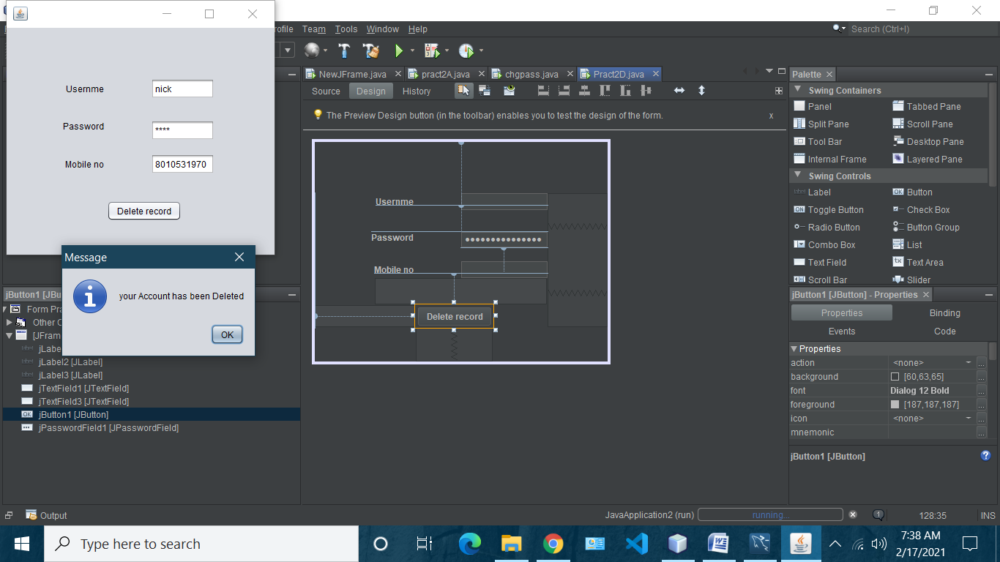 ofile Team Tools Window Help
Search (Ctrl+I)
NewJFrame.java pract2A.java chgpass.java Pract2D.java
Source Design History
The Preview Design button (in the toolbar) enables you to test the design of the form. x
Usernme nick
Password ****
Mobile no 8010531970
Delete record
Message
your Account has been Deleted
OK
Usernme
Password
Mobile no
Delete record
jButton1 [JBu
Form Pra
Other C
[JFram
jLabe
jLabel2 [JLabel]
jLabel3 [JLabel]
jTextField1 [JTextField]
jTextField3 [JTextField]
OK jButton1 [JButton]
jPasswordField1 [JPasswordField]
Palette
Swing Containers
Panel Tabbed Pane
Split Pane Scroll Pane
Tool Bar Desktop Pane
Internal Frame Layered Pane
Swing Controls
label Label OK Button
ON Toggle Button Check Box
Radio Button Button Group
Combo Box List
Text Field tx Text Area
Scroll Bar Slider
jButton1 [JButton] - Properties
Properties Binding
Events Code
Properties
action <none> ...
background [60,63,65] ...
font Dialog 12 Bold ...
foreground [187,187,187] ...
icon <none> ...
mnemonic ...
jButton1 [JButton] ?
Output
JavaApplication2 (run) running... 1 128:35 INS
Type here to search
7:38 AM
2/17/2021